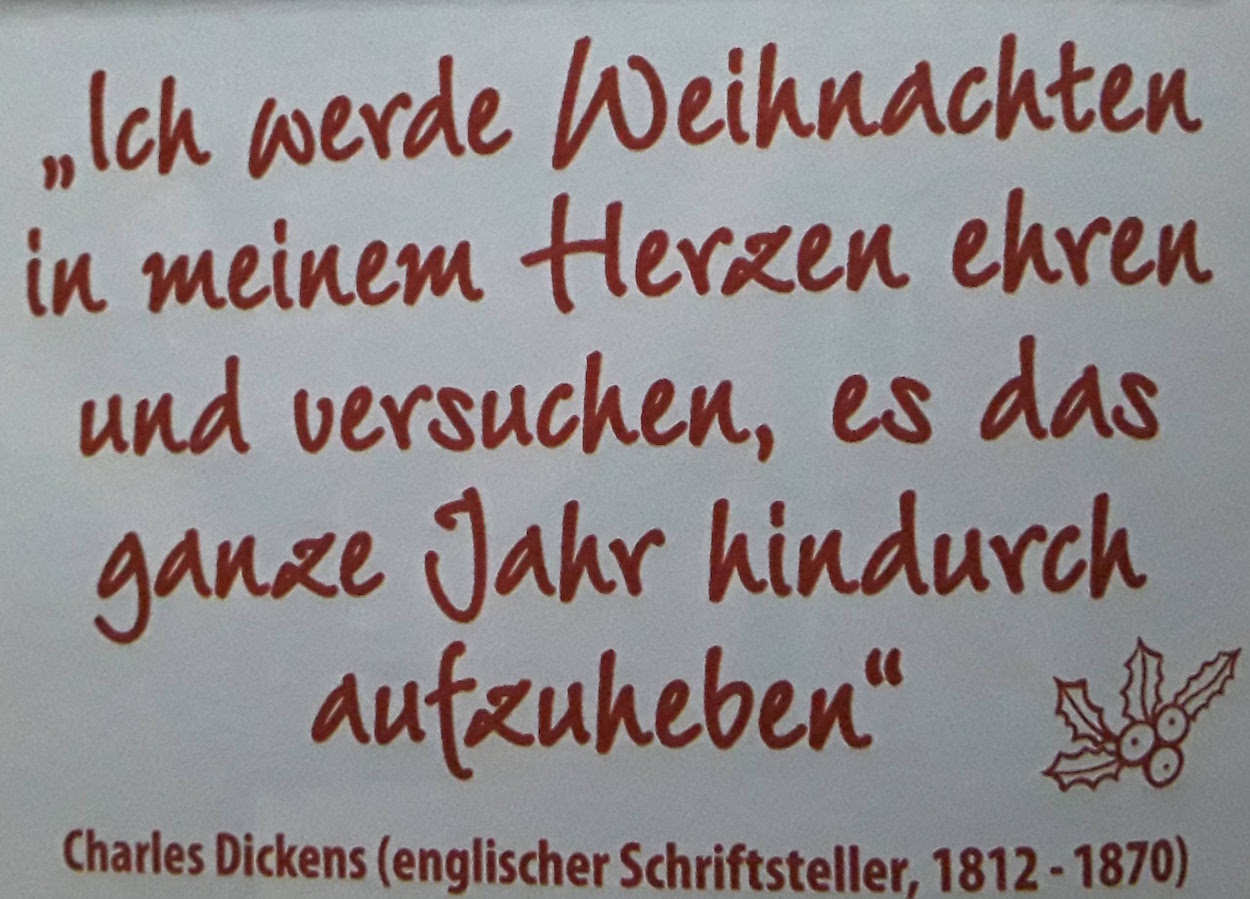 „Ich werde Weihnachten
in meinem Herzen ehren
und versuchen, es das
ganze Jahr hindurch
aufzuheben“
Charles Dickens (englischer Schriftsteller, 1812 - 1870)